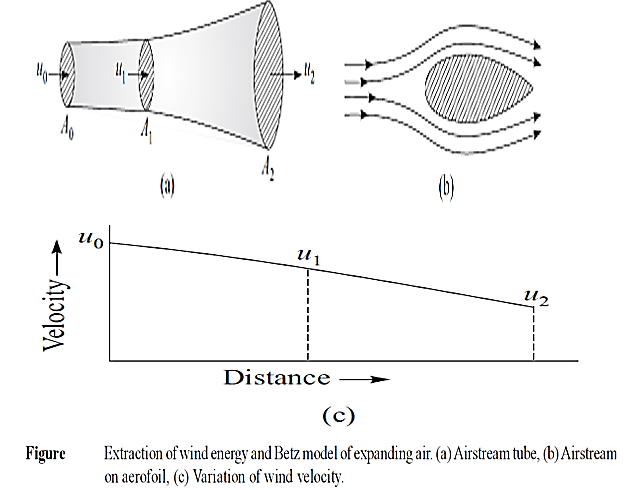 u₀ u₁ u₂
A₀ A₁ A₂
(a) (b)
u₀ u₁ u₂
Velocity
Distance
(c)
Figure Extraction of wind energy and Betz model of expanding air. (a) Airstream tube, (b) Airstream
on aerofoil, (c) Variation of wind velocity.